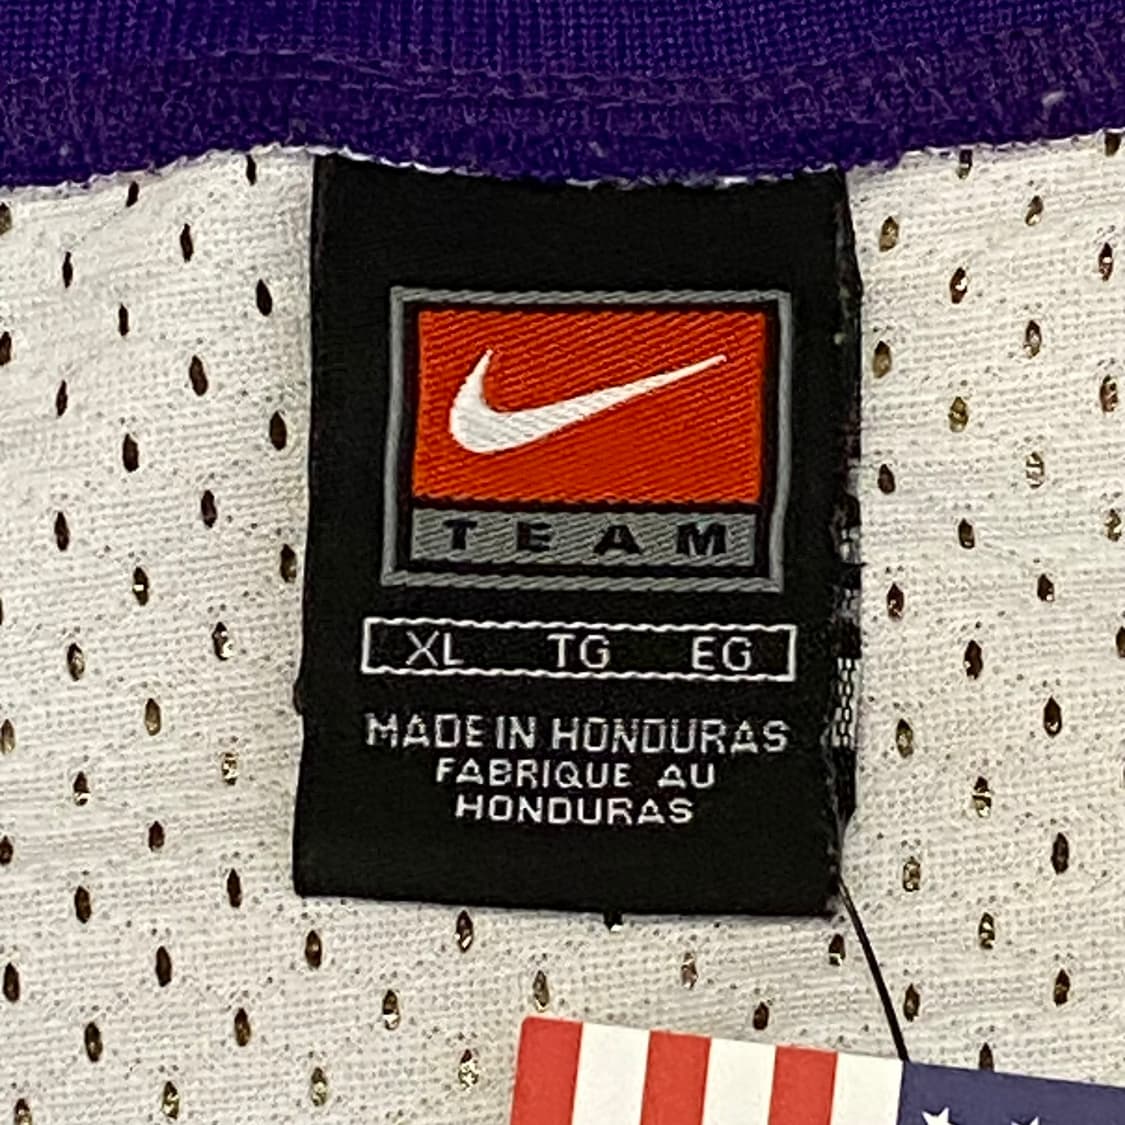 TEAM
XL TG EG
MADE IN HONDURAS
FABRIQUE AU
HONDURAS